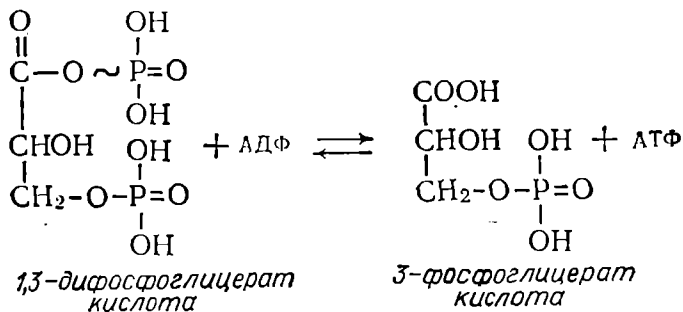 O OH
C—O~P=O
OH
COOH
CHOH OH + АДФ ⇌ CHOH OH + АТФ
CH₂—O—P=O CH₂—O—P=O
OH OH
1,3-дифосфоглицерат 3-фосфоглицерат
кислота кислота